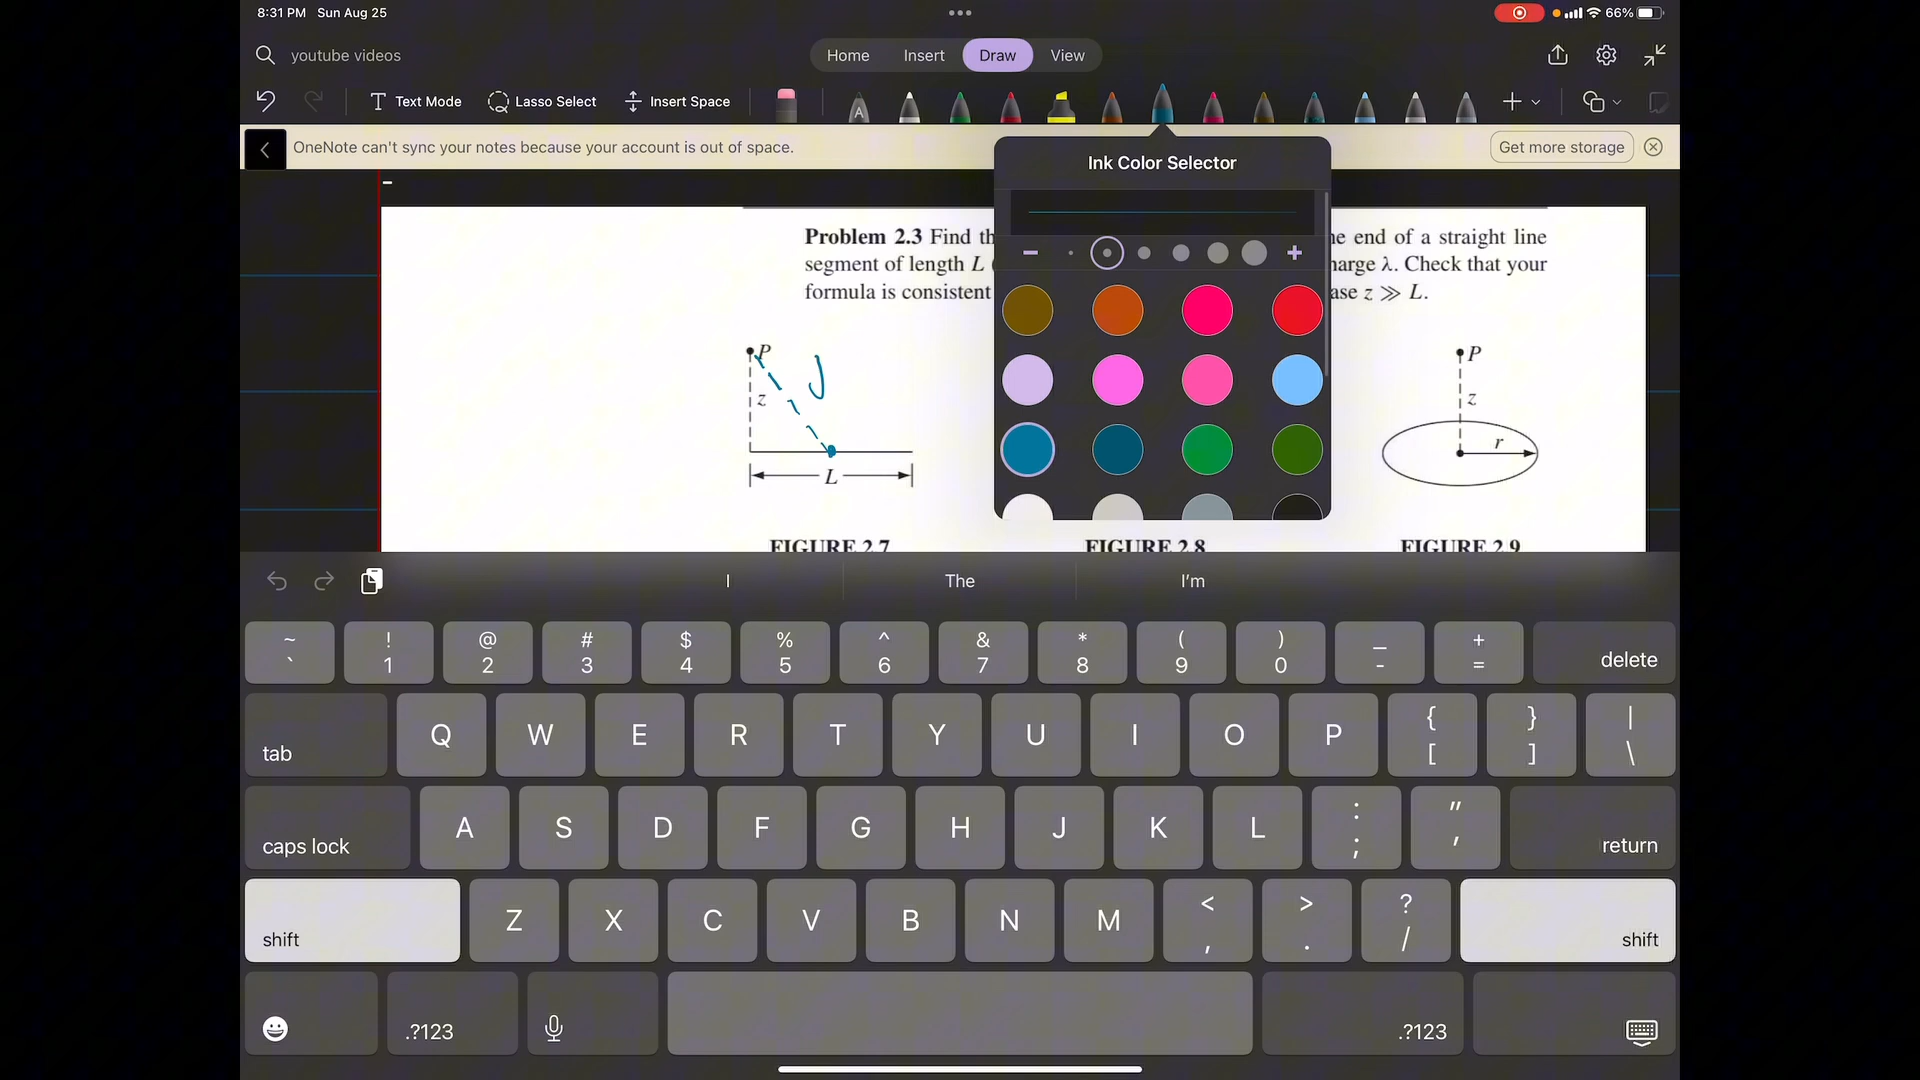 8:31 PM Sun Aug 25
66%
youtube videos
Home Insert Draw View
Text Mode Lasso Select Insert Space
A
OneNote can't sync your notes because your account is out of space.
Get more storage
Ink Color Selector
Problem 2.3 Find th
e end of a straight line
segment of length L
harge λ. Check that your
formula is consistent
ase z ≫ L.
P
z
L
P
z
r
FIGURE 2.7 FIGURE 2.8 FIGURE 2.9
I The I'm
~ ! @ # $ % ^ & * ( ) _ +
` 1 2 3 4 5 6 7 8 9 0 - = delete
tab Q W E R T Y U I O P { [ } ] | \
caps lock A S D F G H J K L : ; " ' return
shift Z X C V B N M < , > . ? / shift
.?123 .?123